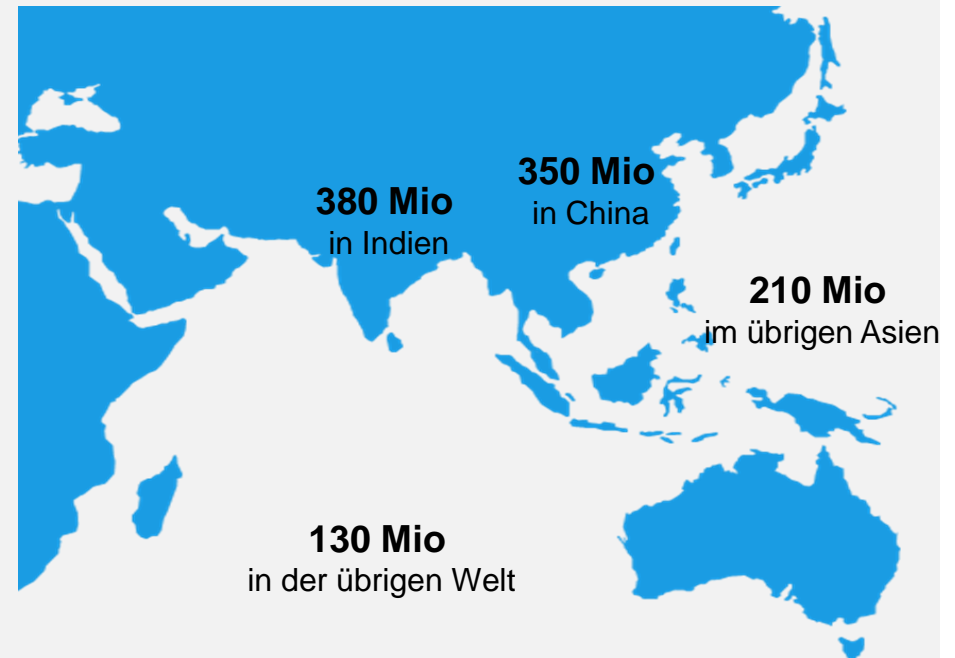 350 Mio
in China
380 Mio
in Indien
210 Mio
im übrigen Asien
130 Mio
in der übrigen Welt